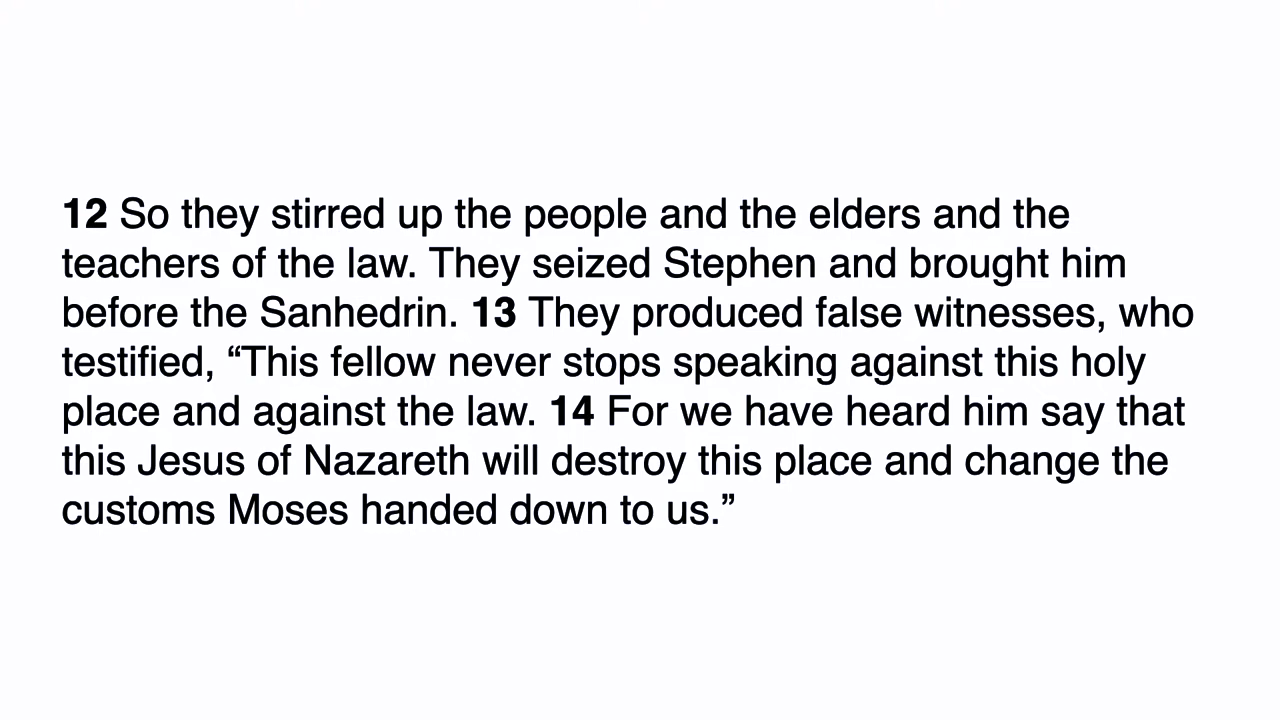 12 So they stirred up the people and the elders and the
teachers of the law. They seized Stephen and brought him
before the Sanhedrin. 13 They produced false witnesses, who
testified, “This fellow never stops speaking against this holy
place and against the law. 14 For we have heard him say that
this Jesus of Nazareth will destroy this place and change the
customs Moses handed down to us.”